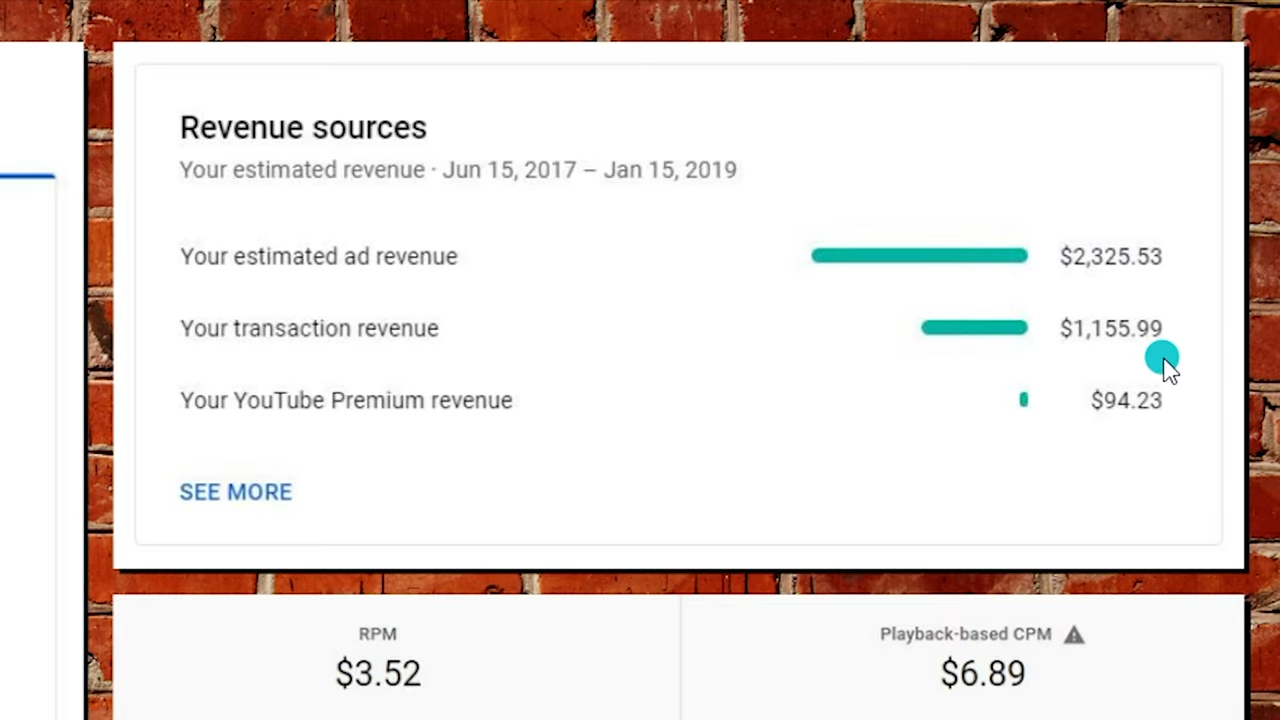 Revenue sources
Your estimated revenue · Jun 15, 2017 – Jan 15, 2019
Your estimated ad revenue $2,325.53
Your transaction revenue $1,155.99
Your YouTube Premium revenue $94.23
SEE MORE
RPM Playback-based CPM
$3.52 $6.89